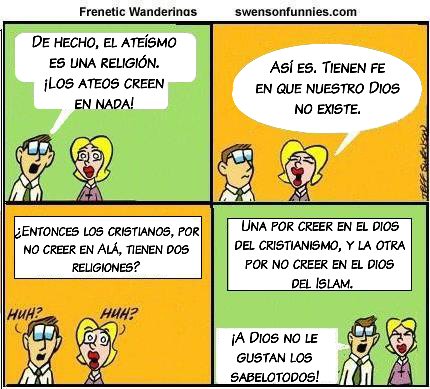 Frenetic Wanderings swensonfunnies.com
De hecho, el ateísmo
es una religión.
¡Los ateos creen
en nada!
Así es. Tienen fe
en que nuestro Dios
no existe.
¿Entonces los cristianos, por
no creer en Alá, tienen dos
religiones?
HUH?
HUH?
Una por creer en el dios
del cristianismo, y la otra
por no creer en el dios
del Islam.
¡A Dios no le
gustan los
sabelotodos!
JEFF SWENSON